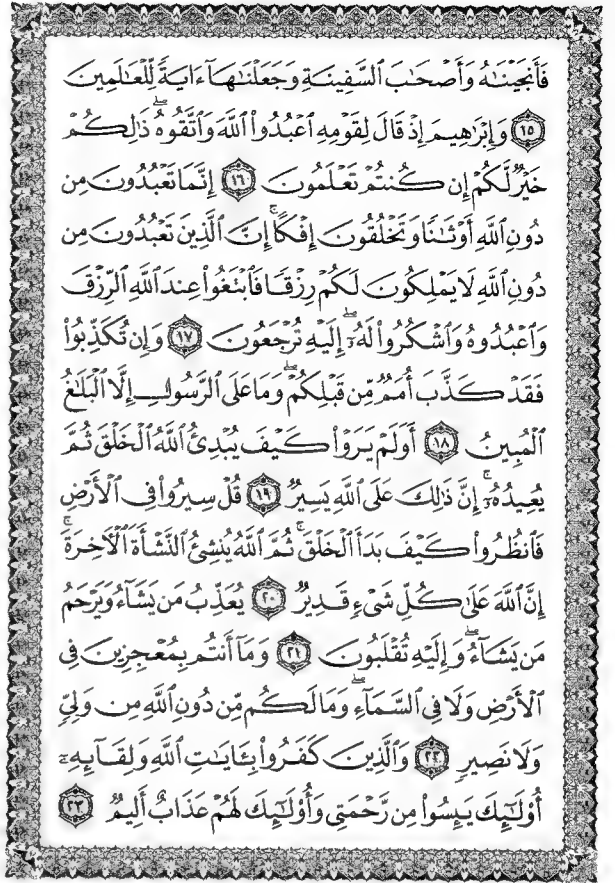 فَأَنجَيْنَٰهُ وَأَصْحَٰبَ ٱلسَّفِينَةِ وَجَعَلْنَٰهَآ ءَايَةً لِّلْعَٰلَمِينَ
﴿١٥﴾ وَإِبْرَٰهِيمَ إِذْ قَالَ لِقَوْمِهِ ٱعْبُدُوا۟ ٱللَّهَ وَٱتَّقُوهُ ۖ ذَٰلِكُمْ
خَيْرٌ لَّكُمْ إِن كُنتُمْ تَعْلَمُونَ ﴿١٦﴾ إِنَّمَا تَعْبُدُونَ مِن
دُونِ ٱللَّهِ أَوْثَٰنًا وَتَخْلُقُونَ إِفْكًا ۚ إِنَّ ٱلَّذِينَ تَعْبُدُونَ مِن
دُونِ ٱللَّهِ لَا يَمْلِكُونَ لَكُمْ رِزْقًا فَٱبْتَغُوا۟ عِندَ ٱللَّهِ ٱلرِّزْقَ
وَٱعْبُدُوهُ وَٱشْكُرُوا۟ لَهُۥٓ ۖ إِلَيْهِ تُرْجَعُونَ ﴿١٧﴾ وَإِن تُكَذِّبُوا۟
فَقَدْ كَذَّبَ أُمَمٌ مِّن قَبْلِكُمْ ۖ وَمَا عَلَى ٱلرَّسُولِ إِلَّا ٱلْبَلَٰغُ
ٱلْمُبِينُ ﴿١٨﴾ أَوَلَمْ يَرَوْا۟ كَيْفَ يُبْدِئُ ٱللَّهُ ٱلْخَلْقَ ثُمَّ
يُعِيدُهُۥٓ ۚ إِنَّ ذَٰلِكَ عَلَى ٱللَّهِ يَسِيرٌ ﴿١٩﴾ قُلْ سِيرُوا۟ فِى ٱلْأَرْضِ
فَٱنظُرُوا۟ كَيْفَ بَدَأَ ٱلْخَلْقَ ۚ ثُمَّ ٱللَّهُ يُنشِئُ ٱلنَّشْأَةَ ٱلْءَاخِرَةَ ۚ
إِنَّ ٱللَّهَ عَلَىٰ كُلِّ شَىْءٍ قَدِيرٌ ﴿٢٠﴾ يُعَذِّبُ مَن يَشَآءُ وَيَرْحَمُ
مَن يَشَآءُ ۖ وَإِلَيْهِ تُقْلَبُونَ ﴿٢١﴾ وَمَآ أَنتُم بِمُعْجِزِينَ فِى
ٱلْأَرْضِ وَلَا فِى ٱلسَّمَآءِ ۖ وَمَا لَكُم مِّن دُونِ ٱللَّهِ مِن وَلِىٍّ
وَلَا نَصِيرٍ ﴿٢٢﴾ وَٱلَّذِينَ كَفَرُوا۟ بِـَٔايَٰتِ ٱللَّهِ وَلِقَآئِهِۦٓ
أُو۟لَٰٓئِكَ يَئِسُوا۟ مِن رَّحْمَتِى وَأُو۟لَٰٓئِكَ لَهُمْ عَذَابٌ أَلِيمٌ ﴿٢٣﴾